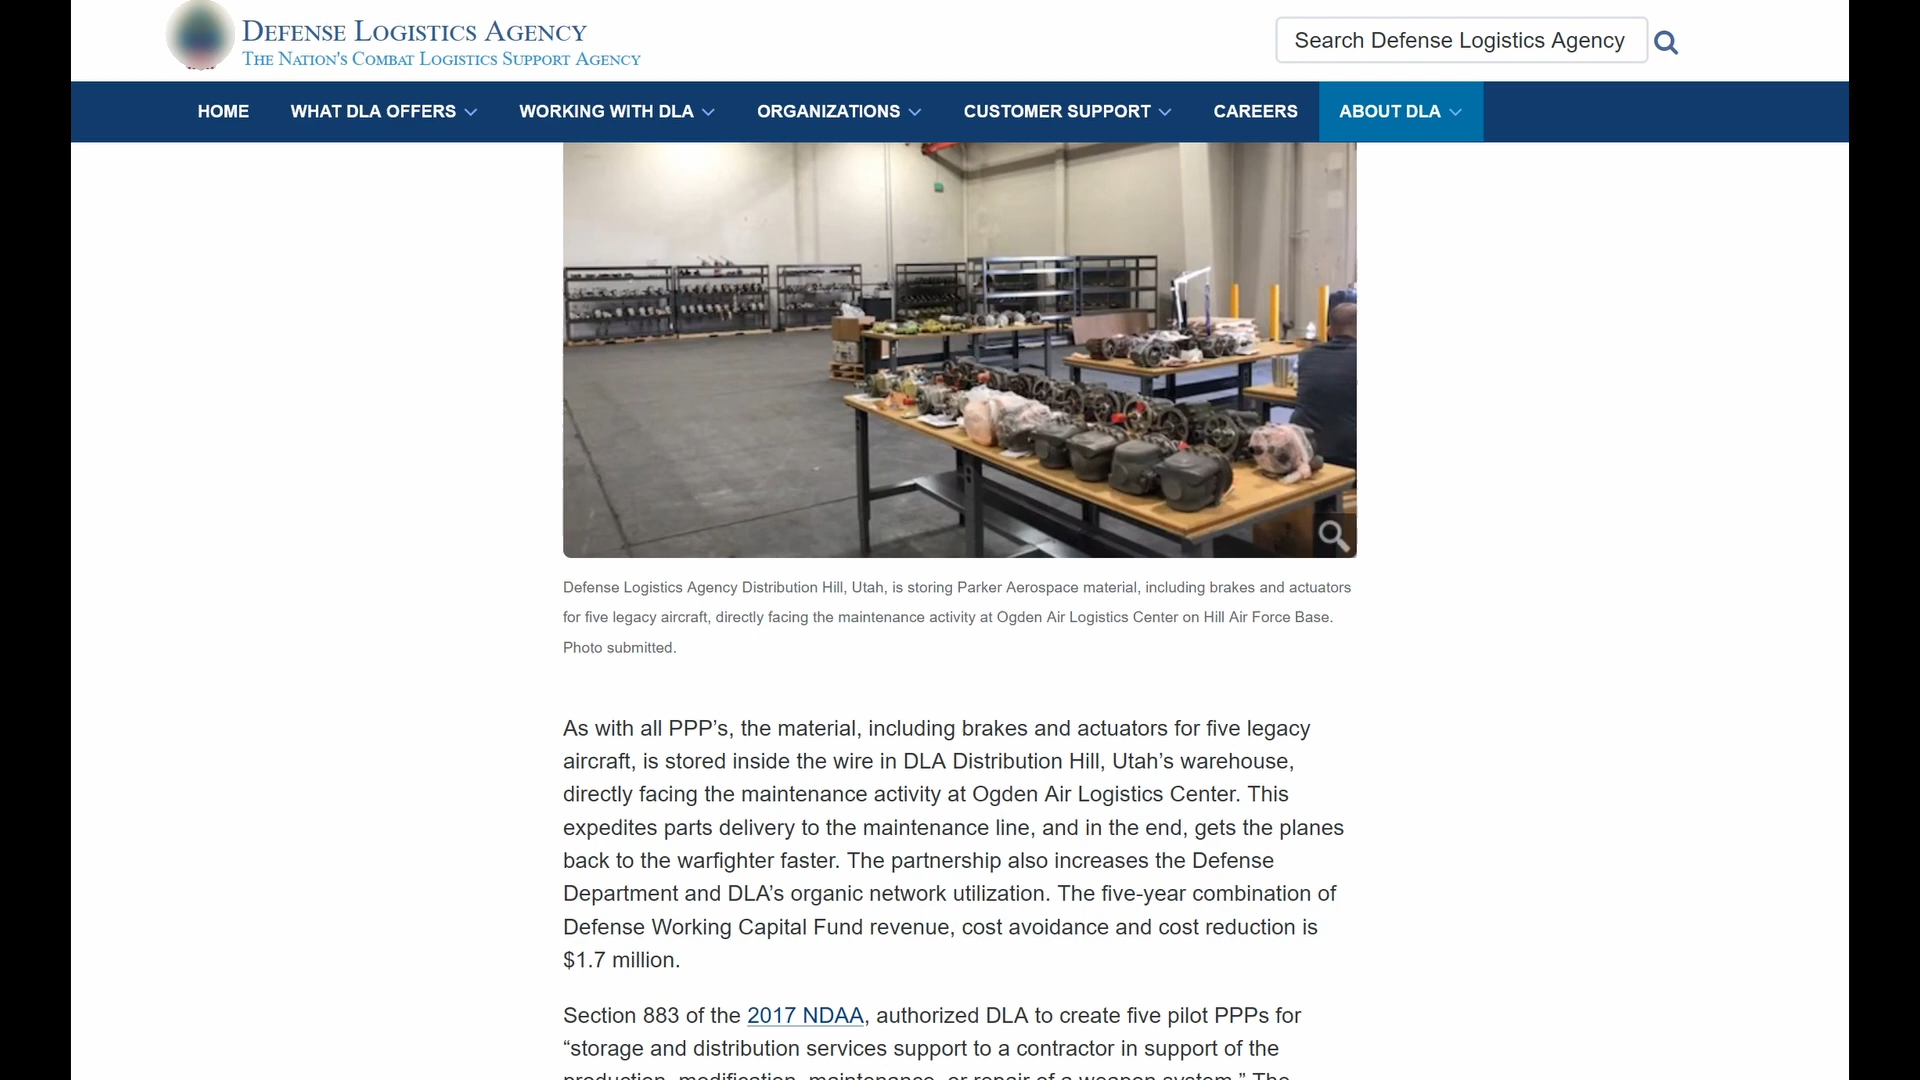 DEFENSE LOGISTICS AGENCY
THE NATION'S COMBAT LOGISTICS SUPPORT AGENCY
Search Defense Logistics Agency
HOME WHAT DLA OFFERS WORKING WITH DLA ORGANIZATIONS CUSTOMER SUPPORT CAREERS ABOUT DLA
Defense Logistics Agency Distribution Hill, Utah, is storing Parker Aerospace material, including brakes and actuators
for five legacy aircraft, directly facing the maintenance activity at Ogden Air Logistics Center on Hill Air Force Base.
Photo submitted.
As with all PPP’s, the material, including brakes and actuators for five legacy
aircraft, is stored inside the wire in DLA Distribution Hill, Utah’s warehouse,
directly facing the maintenance activity at Ogden Air Logistics Center. This
expedites parts delivery to the maintenance line, and in the end, gets the planes
back to the warfighter faster. The partnership also increases the Defense
Department and DLA’s organic network utilization. The five-year combination of
Defense Working Capital Fund revenue, cost avoidance and cost reduction is
$1.7 million.
Section 883 of the 2017 NDAA, authorized DLA to create five pilot PPPs for
“storage and distribution services support to a contractor in support of the
production, modification, maintenance, or repair of a weapon system.” The